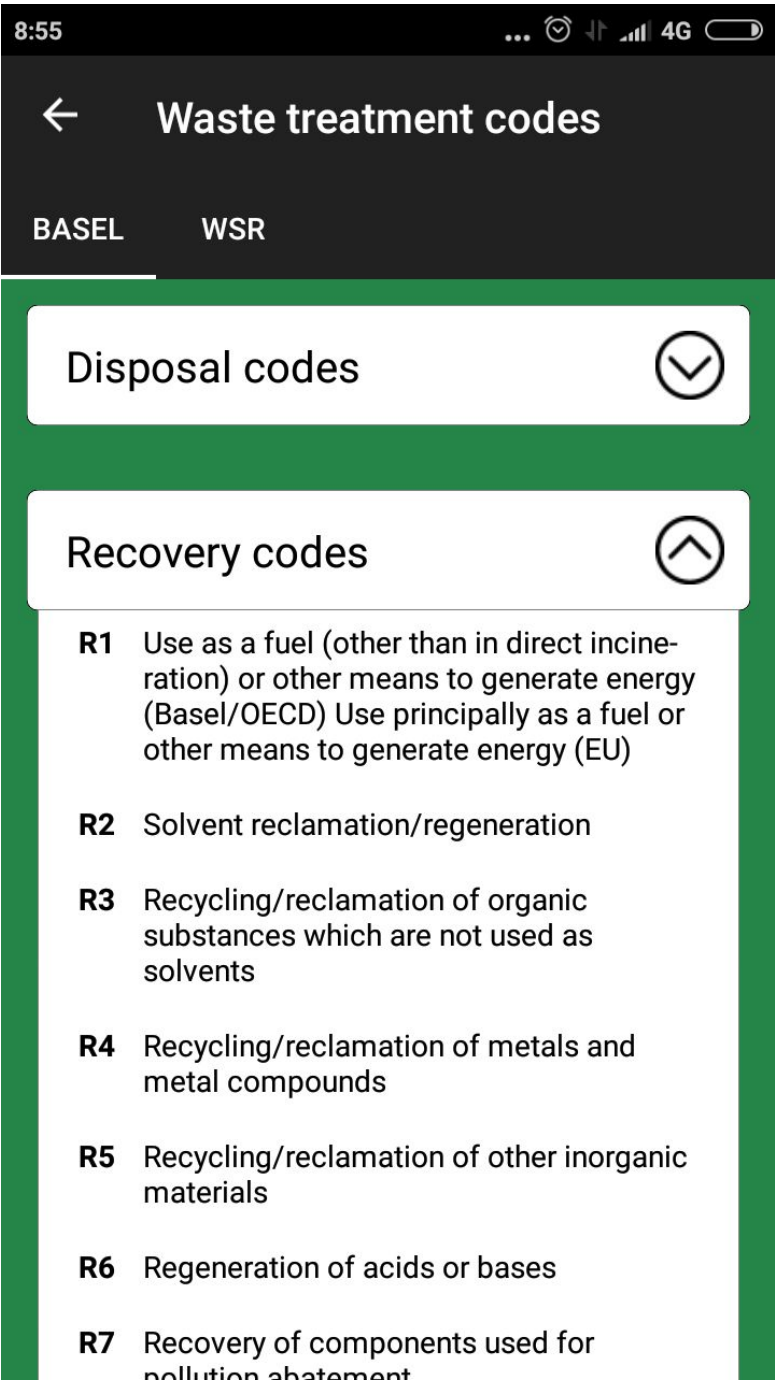 8:55 ... 4G
Waste treatment codes
BASEL WSR
Disposal codes
Recovery codes
R1 Use as a fuel (other than in direct incine-
ration) or other means to generate energy
(Basel/OECD) Use principally as a fuel or
other means to generate energy (EU)
R2 Solvent reclamation/regeneration
R3 Recycling/reclamation of organic
substances which are not used as
solvents
R4 Recycling/reclamation of metals and
metal compounds
R5 Recycling/reclamation of other inorganic
materials
R6 Regeneration of acids or bases
R7 Recovery of components used for
pollution abatement